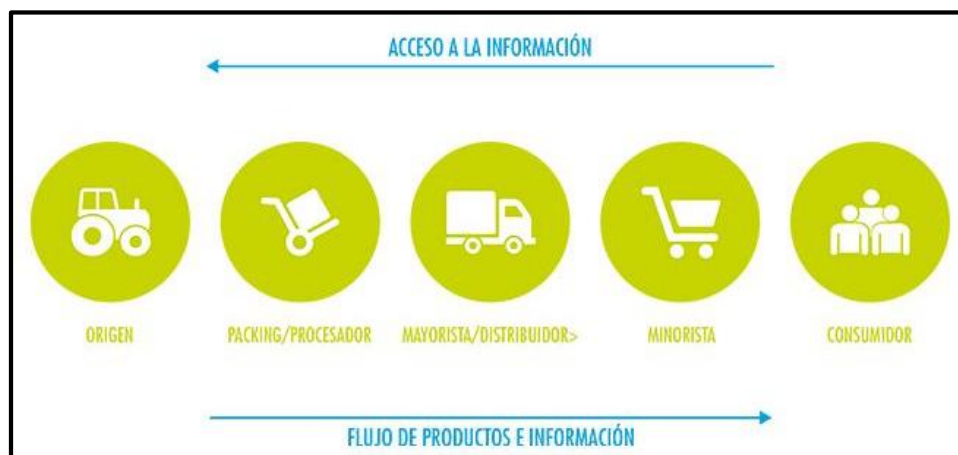 ACCESO A LA INFORMACIÓN
ORIGEN
PACKING/PROCESADOR
MAYORISTA/DISTRIBUIDOR>
MINORISTA
CONSUMIDOR
FLUJO DE PRODUCTOS E INFORMACIÓN